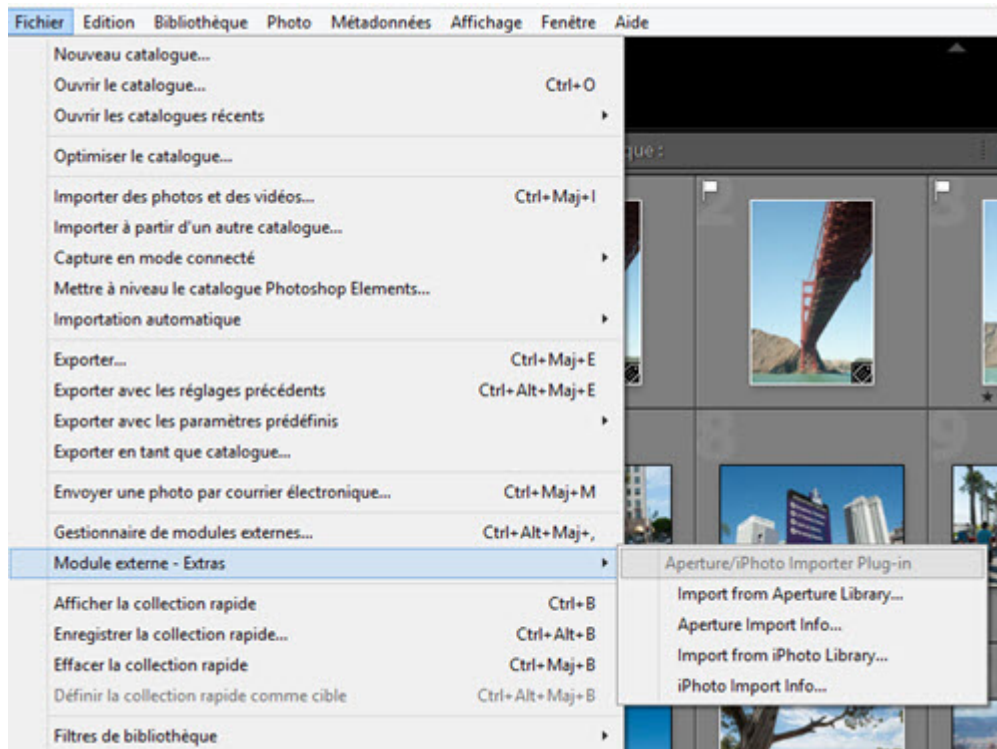 Fichier Edition Bibliothèque Photo Métadonnées Affichage Fenêtre Aide
Nouveau catalogue...
Ouvrir le catalogue... Ctrl+O
Ouvrir les catalogues récents
Optimiser le catalogue...
que :
Importer des photos et des vidéos... Ctrl+Maj+I
Importer à partir d'un autre catalogue...
Capture en mode connecté
Mettre à niveau le catalogue Photoshop Elements...
Importation automatique
Exporter... Ctrl+Maj+E
Exporter avec les réglages précédents Ctrl+Alt+Maj+E
Exporter avec les paramètres prédéfinis
Exporter en tant que catalogue...
Envoyer une photo par courrier électronique... Ctrl+Maj+M
Gestionnaire de modules externes... Ctrl+Alt+Maj+,
Module externe - Extras
Afficher la collection rapide Ctrl+B
Enregistrer la collection rapide... Ctrl+Alt+B
Effacer la collection rapide Ctrl+Maj+B
Définir la collection rapide comme cible Ctrl+Alt+Maj+B
Filtres de bibliothèque
Aperture/iPhoto Importer Plug-in
Import from Aperture Library...
Aperture Import Info...
Import from iPhoto Library...
iPhoto Import Info...
2
3
8
9